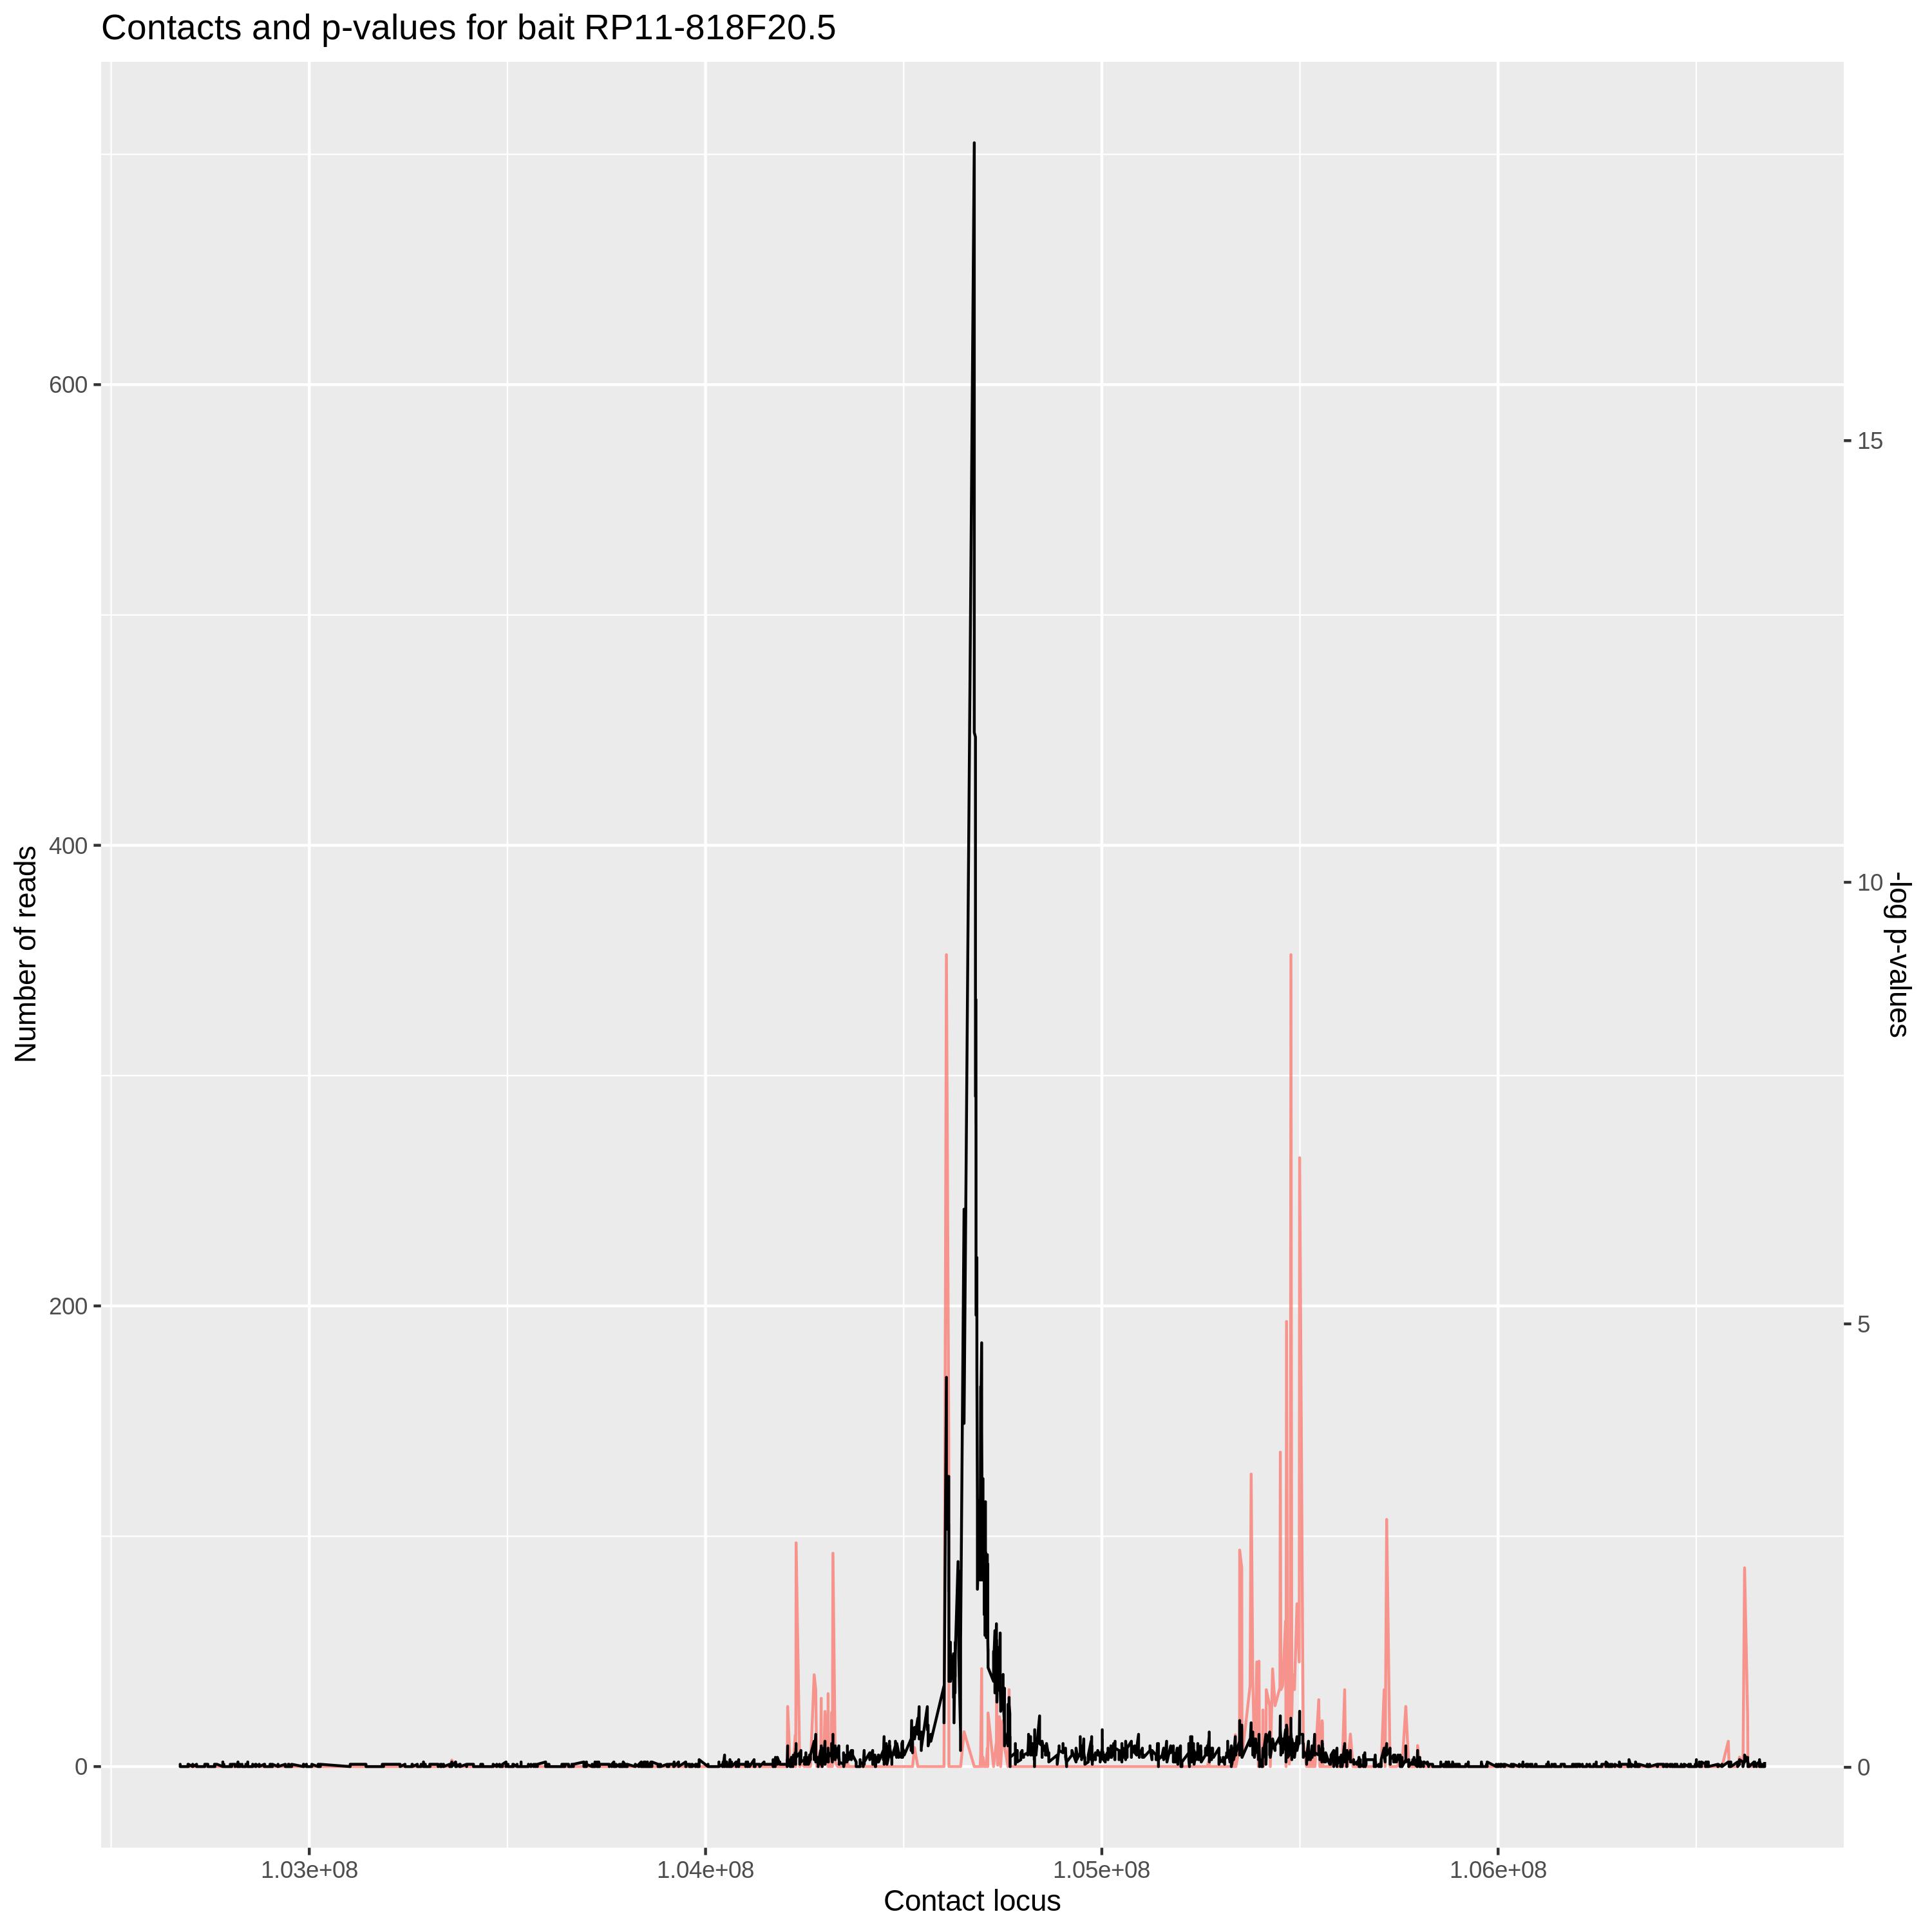 Contacts and p-values for bait RP11-818F20.5
600
400
200
0
Number of reads
15
10
5
0
-log p-values
1.03e+08
1.04e+08
1.05e+08
1.06e+08
Contact locus